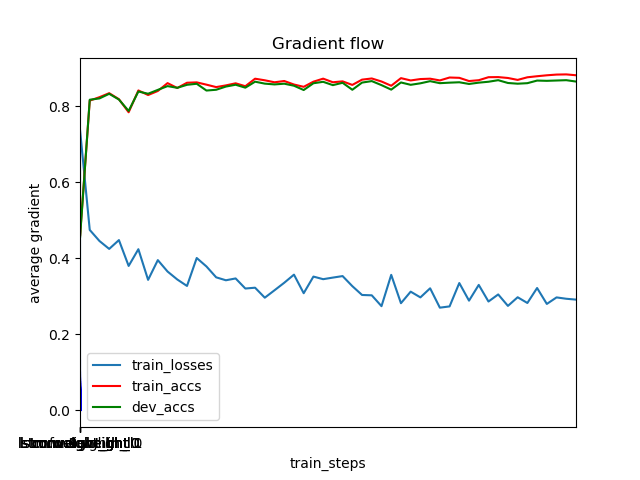 Gradient flow
average gradient
0.8
0.6
0.4
0.2
0.0
train_losses
train_accs
dev_accs
train_steps